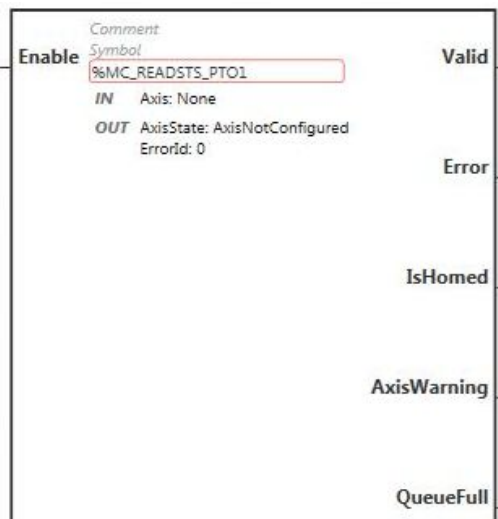 Comment
Enable Symbol Valid
%MC_READSTS_PTO1
IN Axis: None
OUT AxisState: AxisNotConfigured
ErrorId: 0
Error
IsHomed
AxisWarning
QueueFull